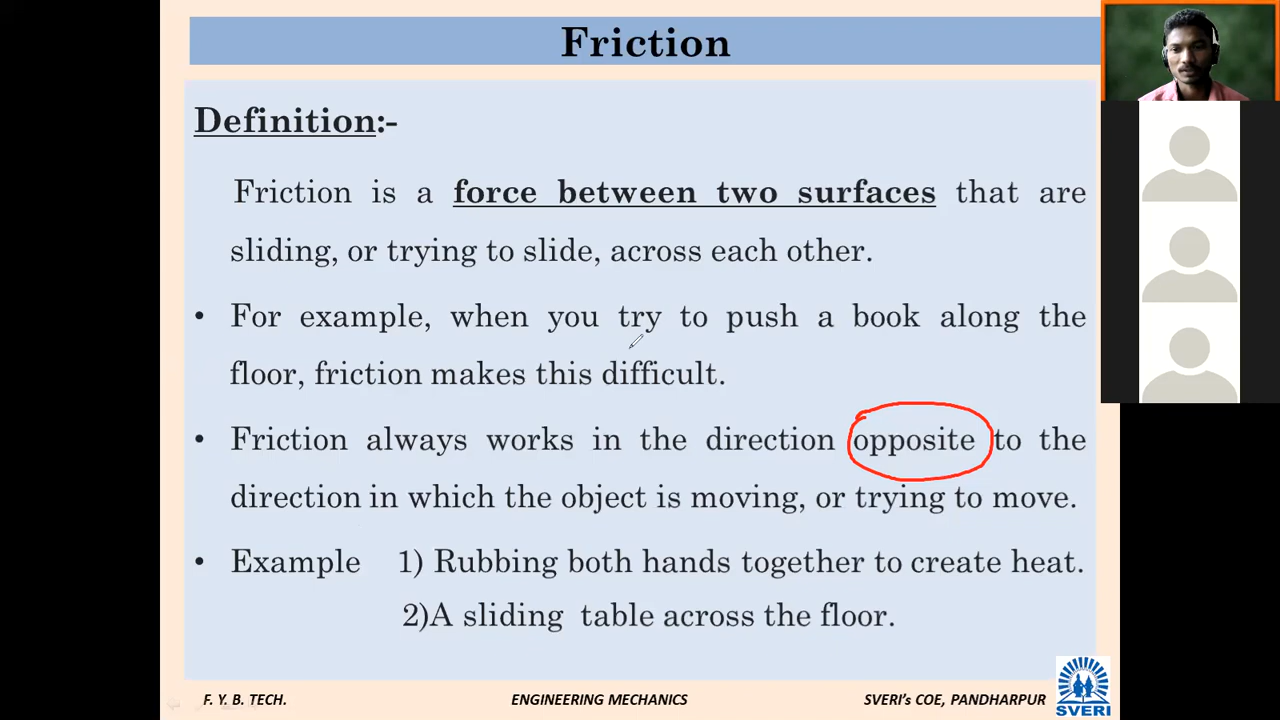 Friction
Definition:-
Friction is a force between two surfaces that are
sliding, or trying to slide, across each other.
• For example, when you try to push a book along the
floor, friction makes this difficult.
• Friction always works in the direction opposite to the
direction in which the object is moving, or trying to move.
• Example 1) Rubbing both hands together to create heat.
2)A sliding table across the floor.
F. Y. B. TECH. ENGINEERING MECHANICS SVERI's COE, PANDHARPUR
SVERI